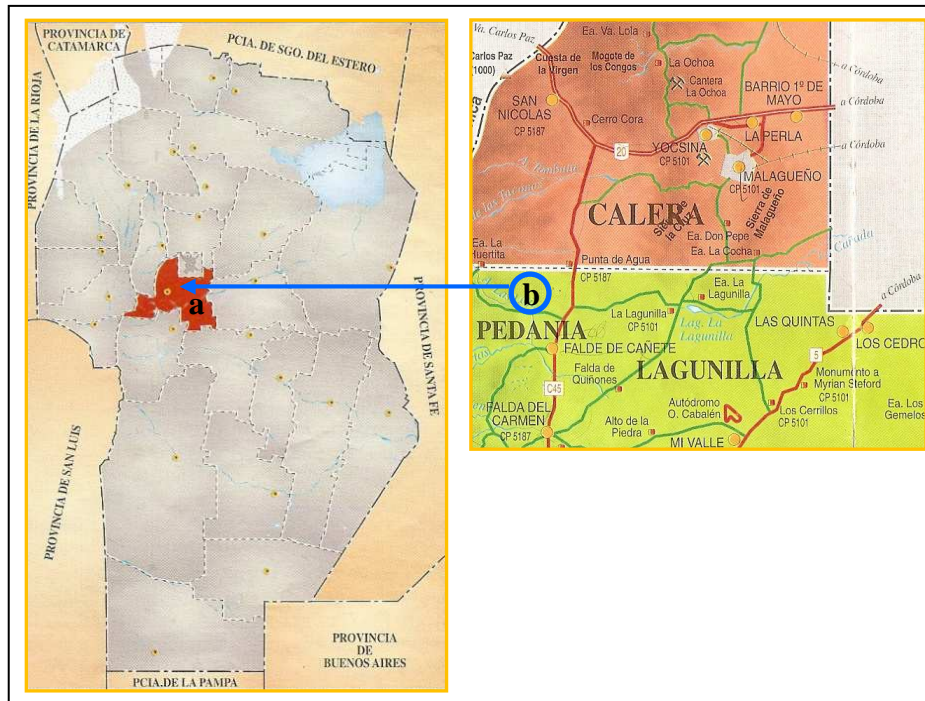 PROVINCIA DE
CATAMARCA
PCIA. DE SGO. DEL ESTERO
PROVINCIA DE LA RIOJA
a
PROVINCIA DE SANTA FE
PROVINCIA DE SAN LUIS
PROVINCIA
DE
BUENOS AIRES
PCIA. DE LA PAMPA
Va. Carlos Paz
Carlos Paz
(1000)
Cuesta de
la Virgen
Ea. Va. Lola
Mogote de
los Congos
La Ochoa
Cantera
La Ochoa
a Córdoba
BARRIO 1º DE
MAYO
a Córdoba
SAN
NICOLAS
CP 5187
Cerro Cora
20
YOCSINA
CP 5101
LA PERLA
a Córdoba
MALAGUEÑO
CP 5101
CALERA
Sierra de
Malagueño
Ea. Don Pepe
Ea. La Cocha
Cañada
Ea. La
Huertita
Punta de Agua
CP 5187
b
Ea. La
Lagunilla
a Córdoba
La Lagunilla
CP 5101
Lag. La
Lagunilla
LAS QUINTAS
LOS CEDRO
PEDANIA
FALDE DE CAÑETE
LAGUNILLA
5
C45
Falda de
Quiñones
Monumento a
Myrian Steford
CP 5101
FALDA DEL
CARMEN
CP 5187
Alto de la
Piedra
Autódromo
O. Cabalén
Los Cerrillos
CP 5101
Ea. Los
Gemelos
MI VALLE